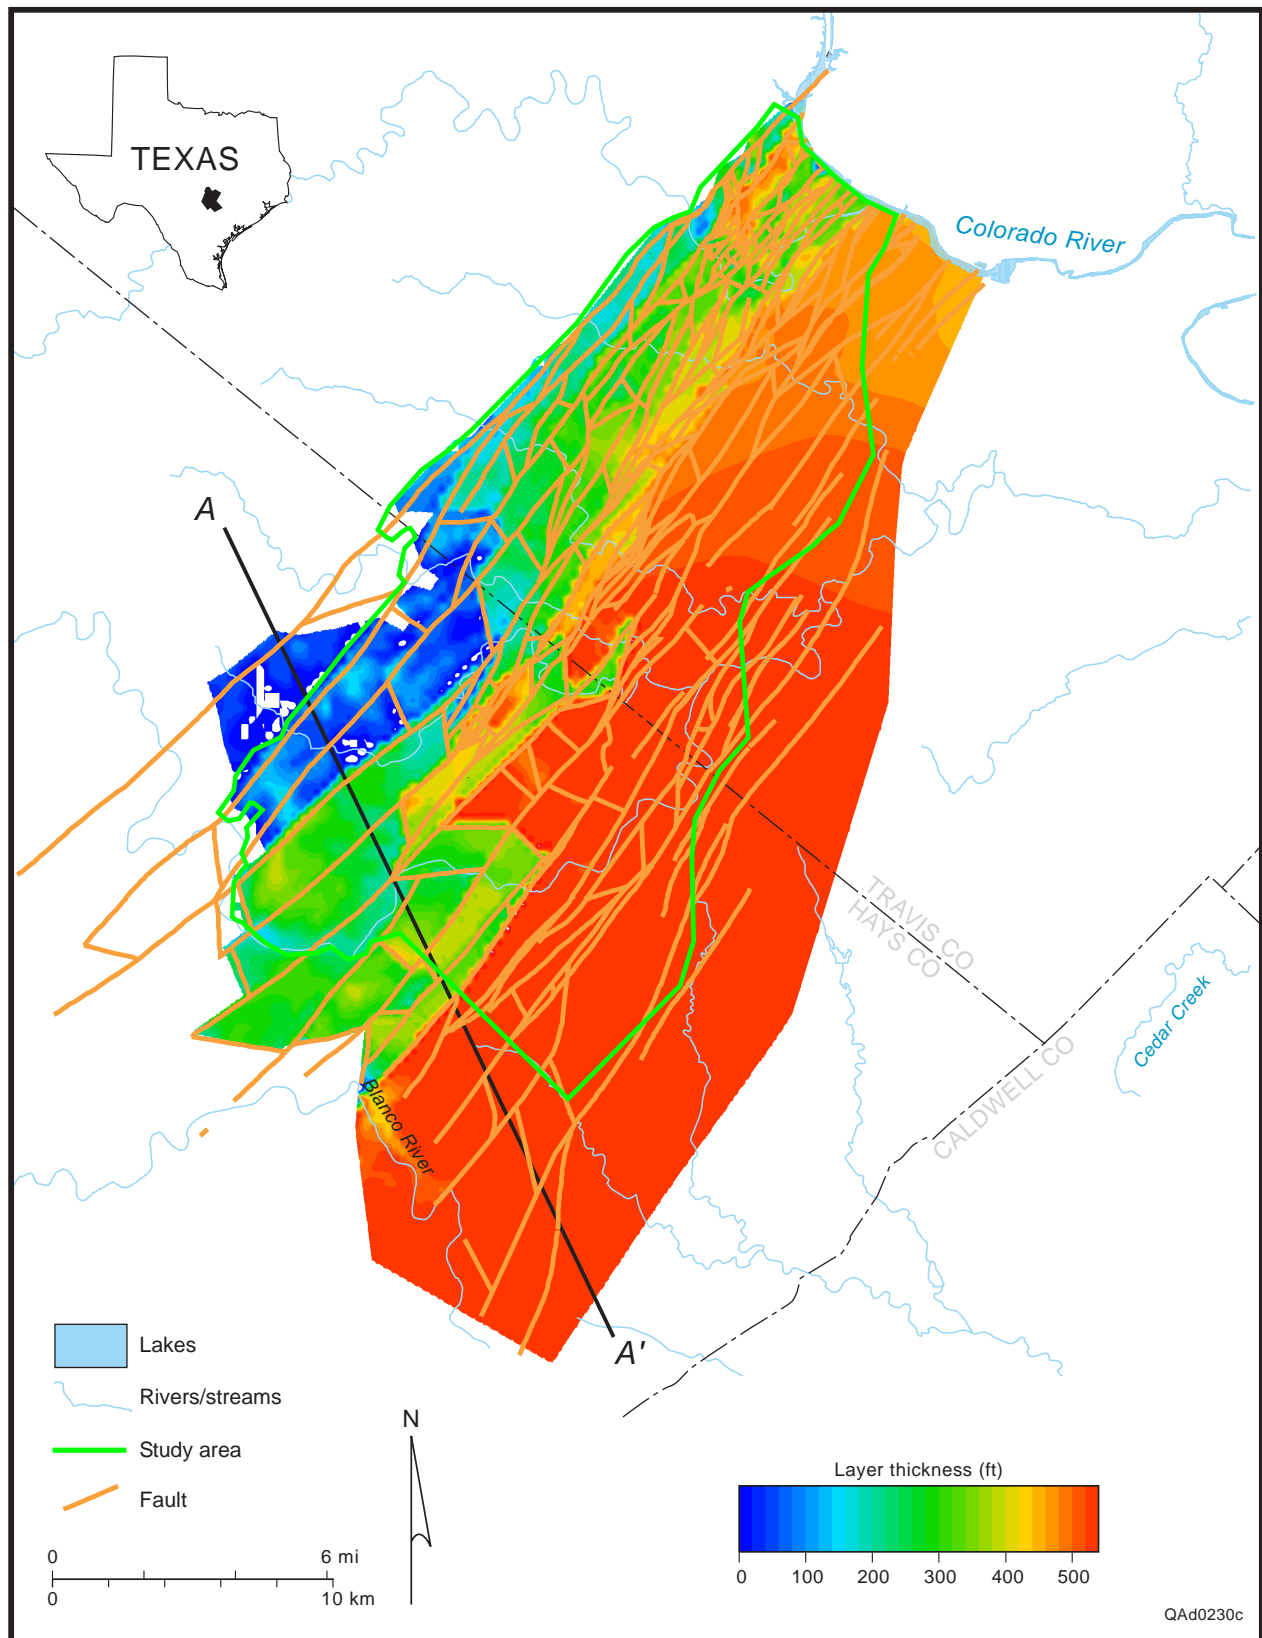 TEXAS
Colorado River
A
TRAVIS CO
HAYS CO
Cedar Creek
CALDWELL CO
Blanco River
A'
Lakes
Rivers/streams
Study area
Fault
N
0
6 mi
0
10 km
Layer thickness (ft)
0 100 200 300 400 500
QAd0230c